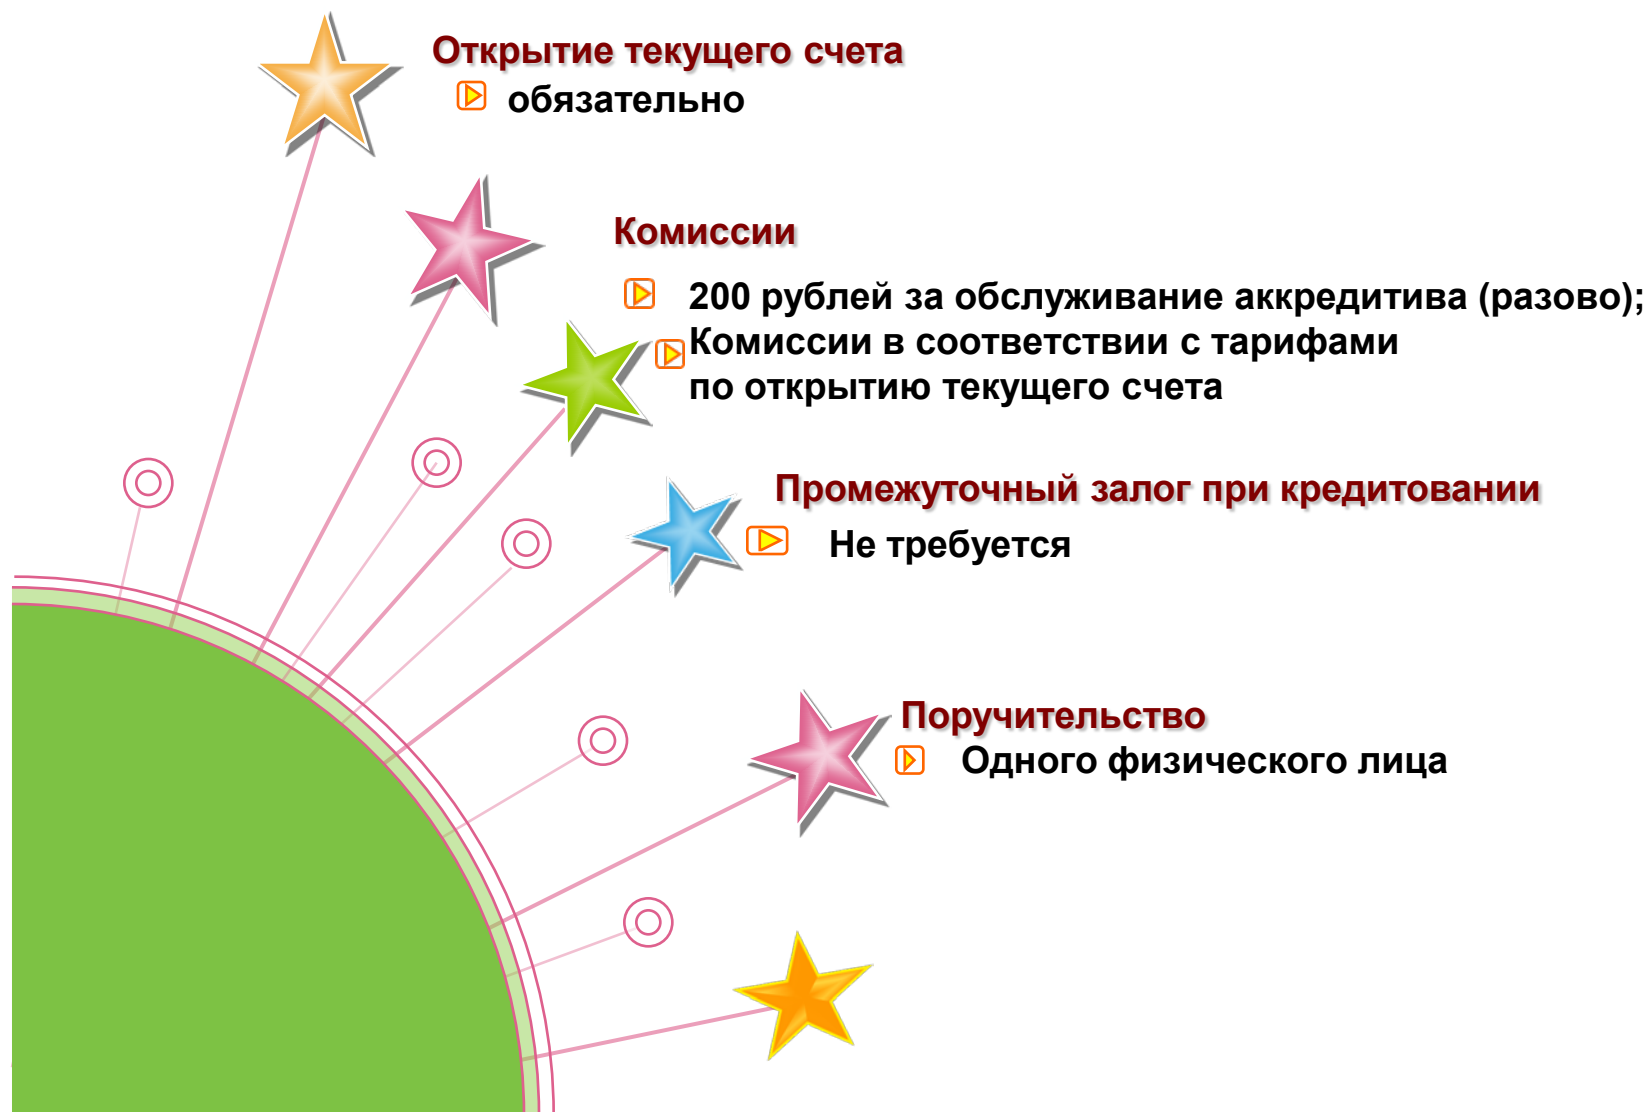 Открытие текущего счета
обязательно
Комиссии
200 рублей за обслуживание аккредитива (разово);
Комиссии в соответствии с тарифами
по открытию текущего счета
Промежуточный залог при кредитовании
Не требуется
Поручительство
Одного физического лица